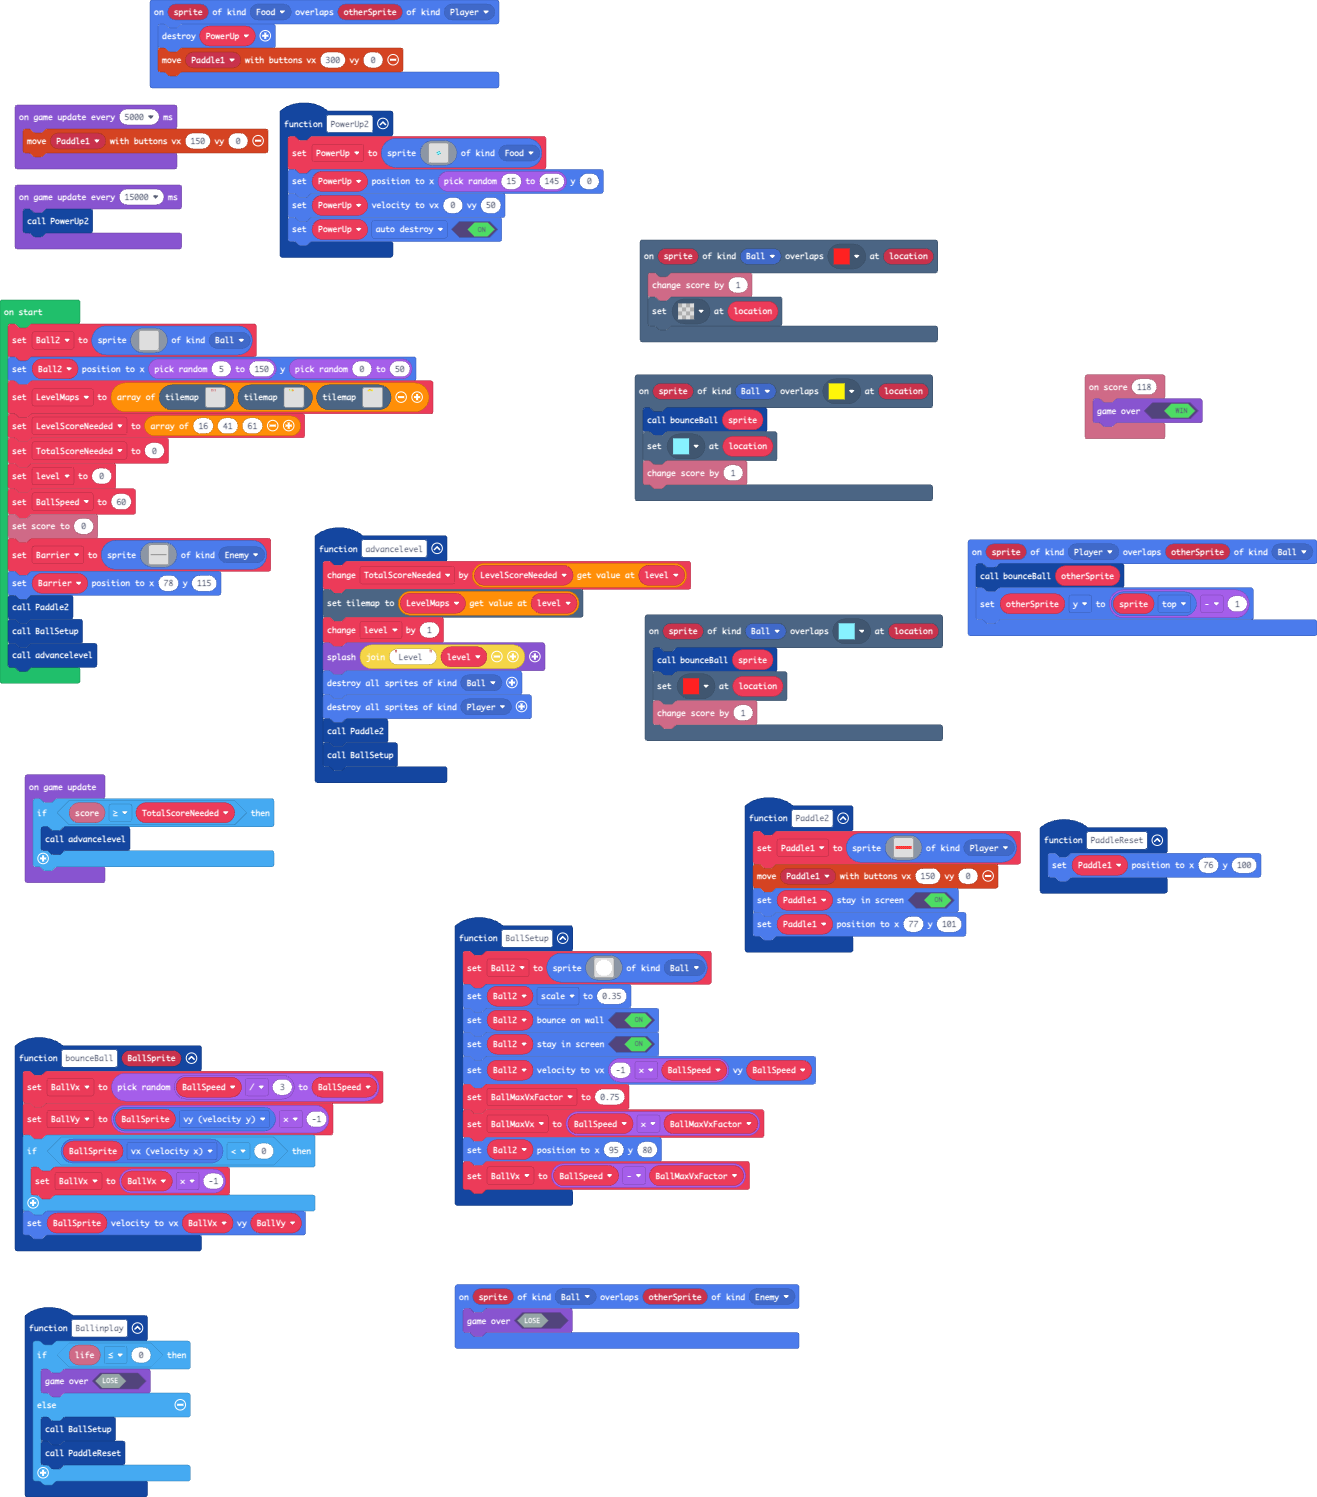 on sprite of kind Food overlaps otherSprite of kind Player
destroy PowerUp
move Paddle1 with buttons vx 300 vy 0
on game update every 5000 ms
move Paddle1 with buttons vx 150 vy 0
on game update every 15000 ms
call PowerUp2
function PowerUp2
set PowerUp to sprite of kind Food
set PowerUp position to x pick random 15 to 145 y 0
set PowerUp velocity to vx 0 vy 50
set PowerUp auto destroy ON
on sprite of kind Ball overlaps at location
change score by 1
set at location
on start
set Ball2 to sprite of kind Ball
set Ball2 position to x pick random 5 to 150 y pick random 0 to 50
set LevelMaps to array of tilemap tilemap tilemap
set LevelScoreNeeded to array of 16 41 61
set TotalScoreNeeded to 0
set level to 0
set BallSpeed to 60
set score to 0
set Barrier to sprite of kind Enemy
set Barrier position to x 78 y 115
call Paddle2
call BallSetup
call advancelevel
on sprite of kind Ball overlaps at location
call bounceBall sprite
set at location
change score by 1
on score 118
game over WIN
function advancelevel
change TotalScoreNeeded by LevelScoreNeeded get value at level
set tilemap to LevelMaps get value at level
change level by 1
splash join "Level " level
destroy all sprites of kind Ball
destroy all sprites of kind Player
call Paddle2
call BallSetup
on sprite of kind Player overlaps otherSprite of kind Ball
call bounceBall otherSprite
set otherSprite y to sprite top - 1
on sprite of kind Ball overlaps at location
call bounceBall sprite
set at location
change score by 1
on game update
if score ≥ TotalScoreNeeded then
call advancelevel
function Paddle2
set Paddle1 to sprite of kind Player
move Paddle1 with buttons vx 150 vy 0
set Paddle1 stay in screen ON
set Paddle1 position to x 77 y 101
function PaddleReset
set Paddle1 position to x 76 y 100
function BallSetup
set Ball2 to sprite of kind Ball
set Ball2 scale to 0.35
set Ball2 bounce on wall ON
set Ball2 stay in screen ON
set Ball2 velocity to vx -1 × BallSpeed vy BallSpeed
set BallMaxVxFactor to 0.75
set BallMaxVx to BallSpeed × BallMaxVxFactor
set Ball2 position to x 95 y 80
set BallVx to BallSpeed - BallMaxVxFactor
function bounceBall BallSprite
set BallVx to pick random BallSpeed / 3 to BallSpeed
set BallVy to BallSprite vy (velocity y) × -1
if BallSprite vx (velocity x) < 0 then
set BallVx to BallVx × -1
set BallSprite velocity to vx BallVx vy BallVy
on sprite of kind Ball overlaps otherSprite of kind Enemy
game over LOSE
function Ballinplay
if life ≤ 0 then
game over LOSE
else
call BallSetup
call PaddleReset